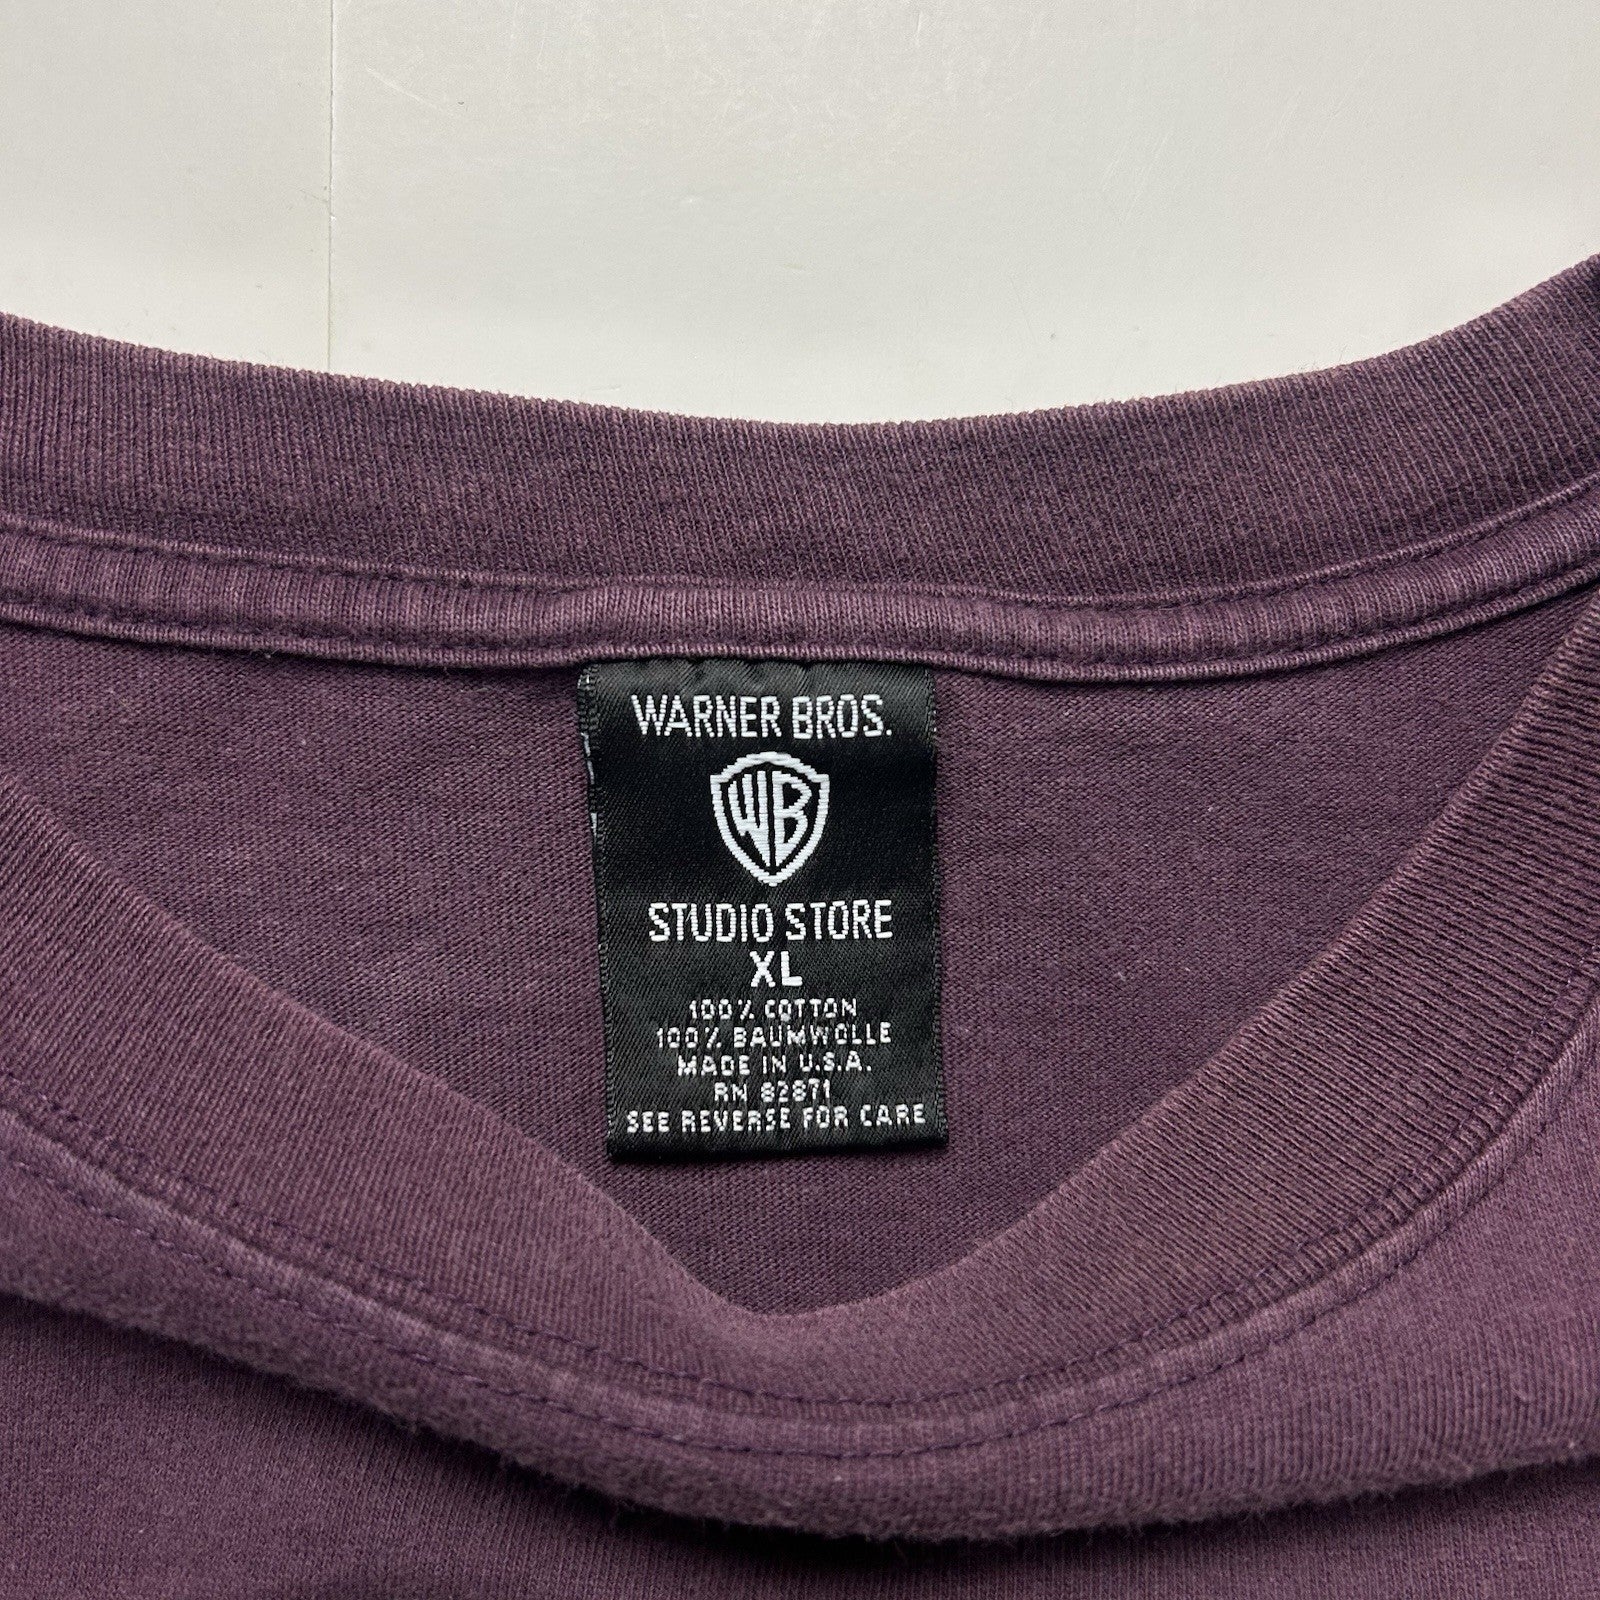 WARNER BROS.
WB
STUDIO STORE
XL
100% COTTON
100% BAUMWOLLE
MADE IN U.S.A.
RN 82871
SEE REVERSE FOR CARE